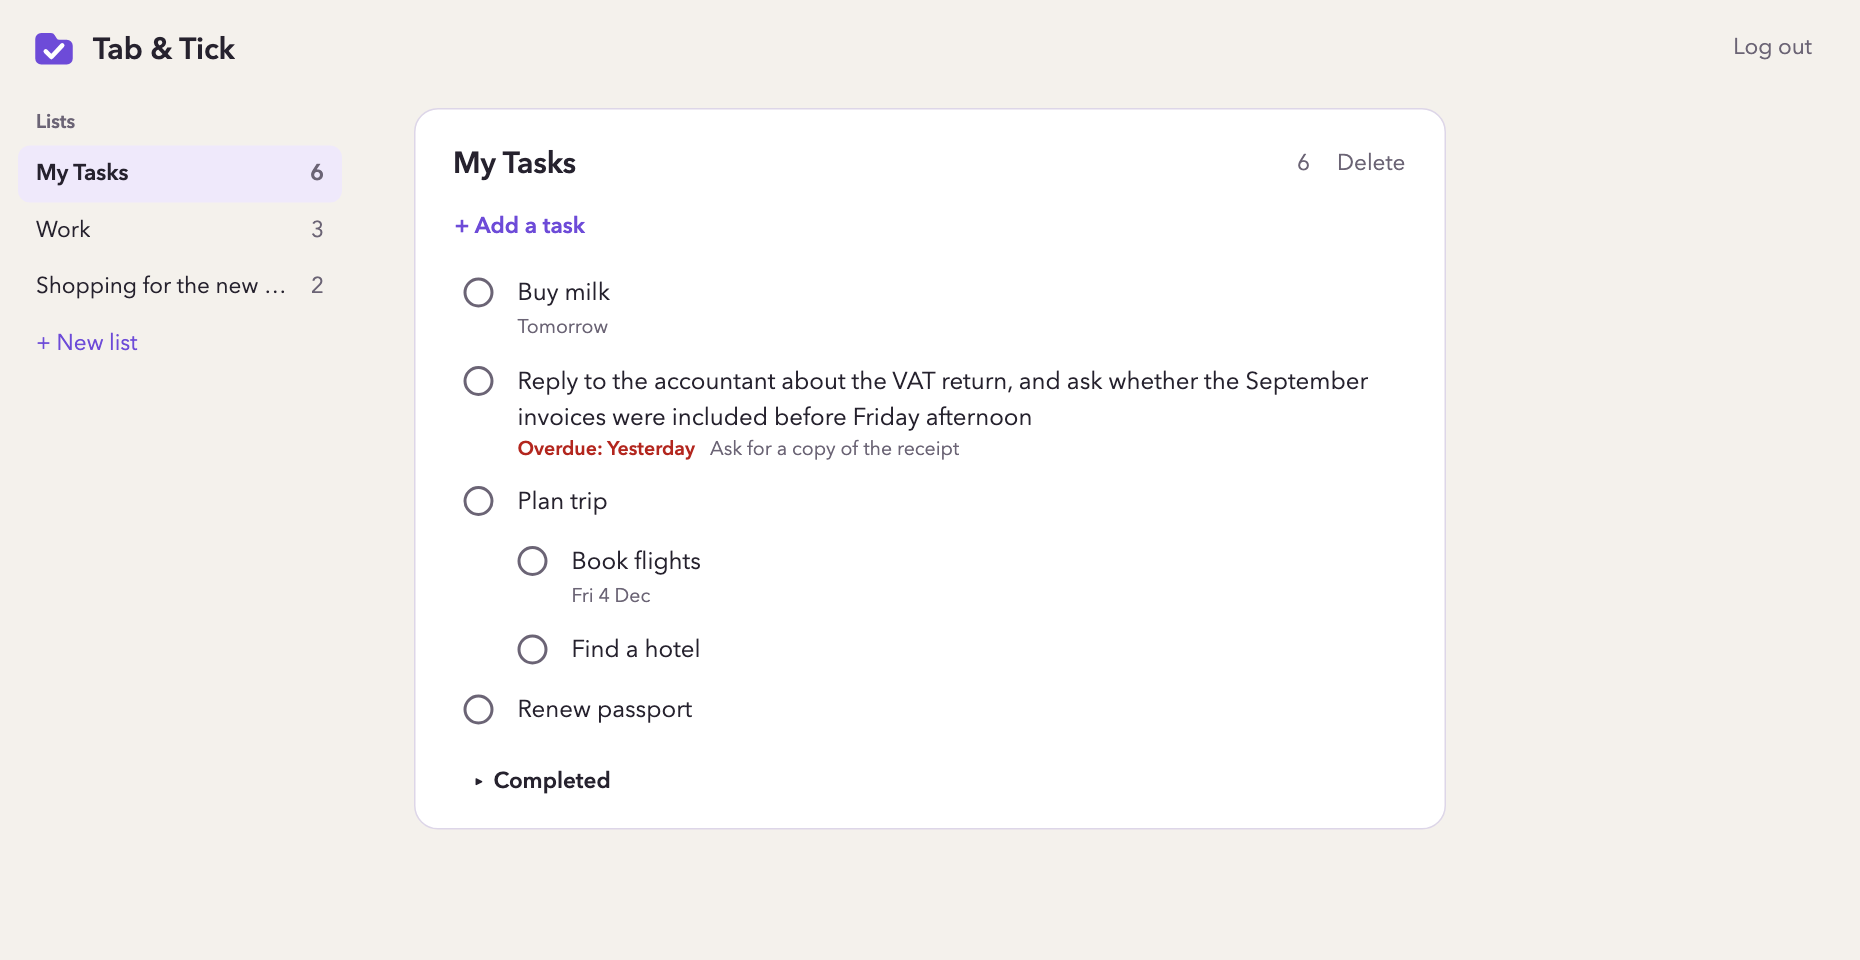 Tab & Tick
Log out
Lists
My Tasks 6
Work 3
Shopping for the new … 2
+ New list
My Tasks 6 Delete
+ Add a task
Buy milk
Tomorrow
Reply to the accountant about the VAT return, and ask whether the September
invoices were included before Friday afternoon
Overdue: Yesterday Ask for a copy of the receipt
Plan trip
Book flights
Fri 4 Dec
Find a hotel
Renew passport
Completed